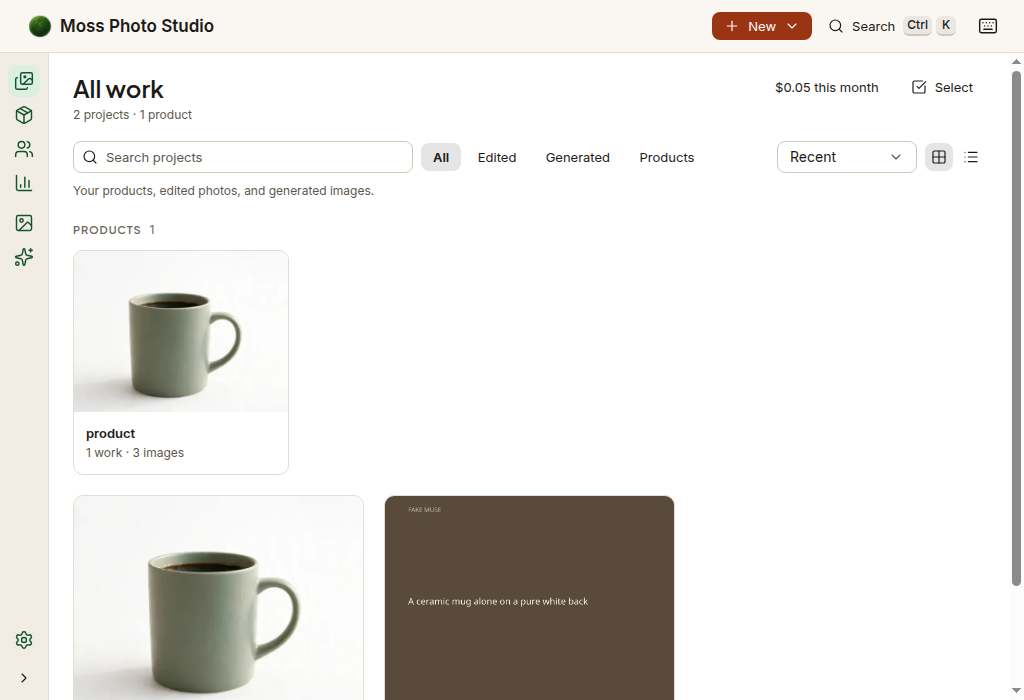 Moss Photo Studio
New
Search Ctrl K
All work
$0.05 this month
Select
2 projects · 1 product
Search projects
All
Edited
Generated
Products
Recent
Your products, edited photos, and generated images.
PRODUCTS 1
product
1 work · 3 images
FAKE MUSE
A ceramic mug alone on a pure white back